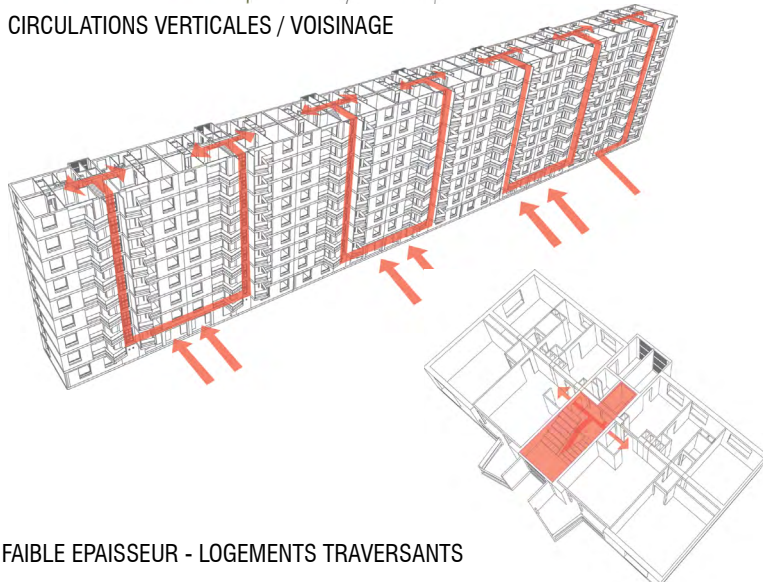 CIRCULATIONS VERTICALES / VOISINAGE
FAIBLE EPAISSEUR - LOGEMENTS TRAVERSANTS